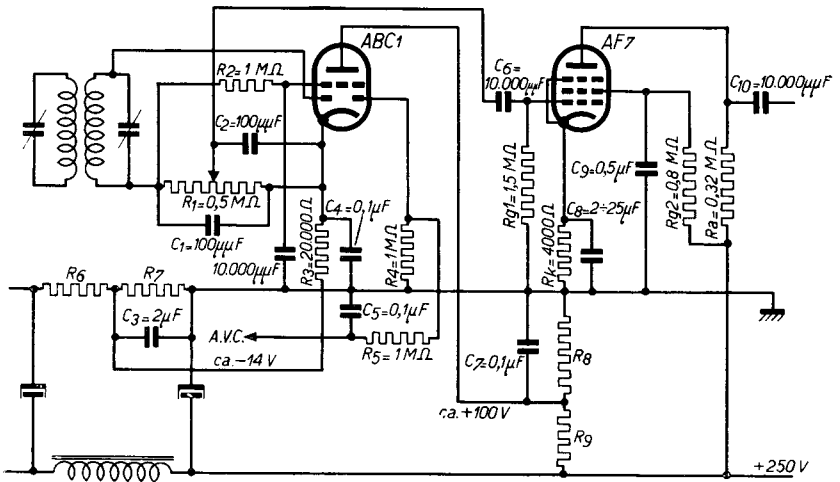 ABC1
AF7
R2=1 MΩ
C6=
10.000μμF
C10=10.000μμF
C2=100μμF
R1=0,5 MΩ
C1=100μμF
C4=0,1μF
R3=20.000Ω
10.000μμF
R4=1MΩ
Rg1=1,5 MΩ
Rk=4000Ω
C9=0,5μF
C8=2÷25μF
Rg2=0,8 MΩ
Ra=0,32 MΩ
R6
R7
C3=2μF
C5=0,1μF
A.V.C.
R5=1MΩ
ca.-14 V
C7=0,1μF
R8
ca.+100 V
R9
+250 V